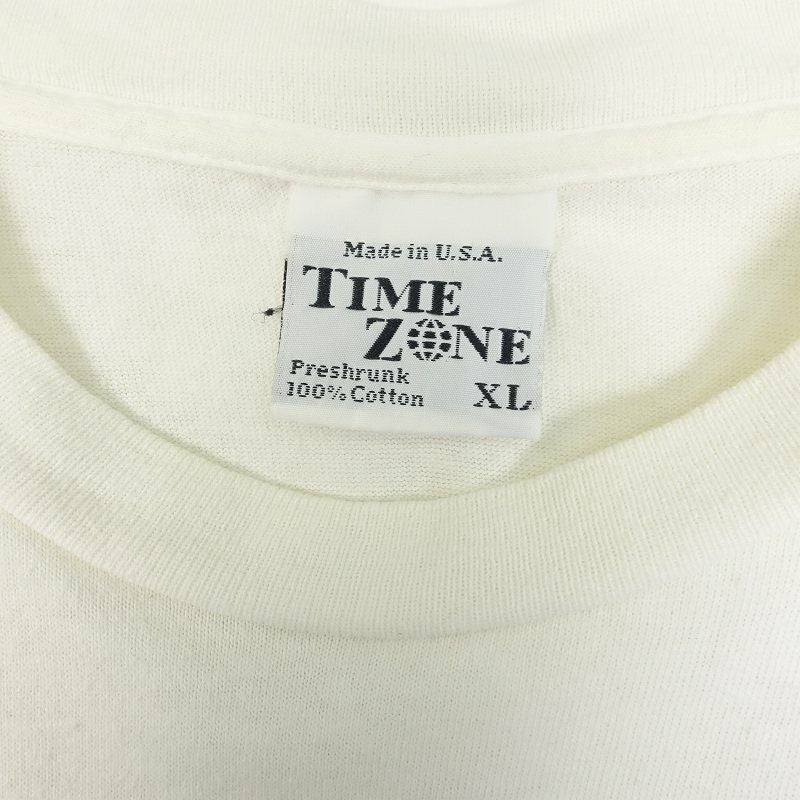 Made in U.S.A.
TIME
ZONE
Preshrunk
100% Cotton XL